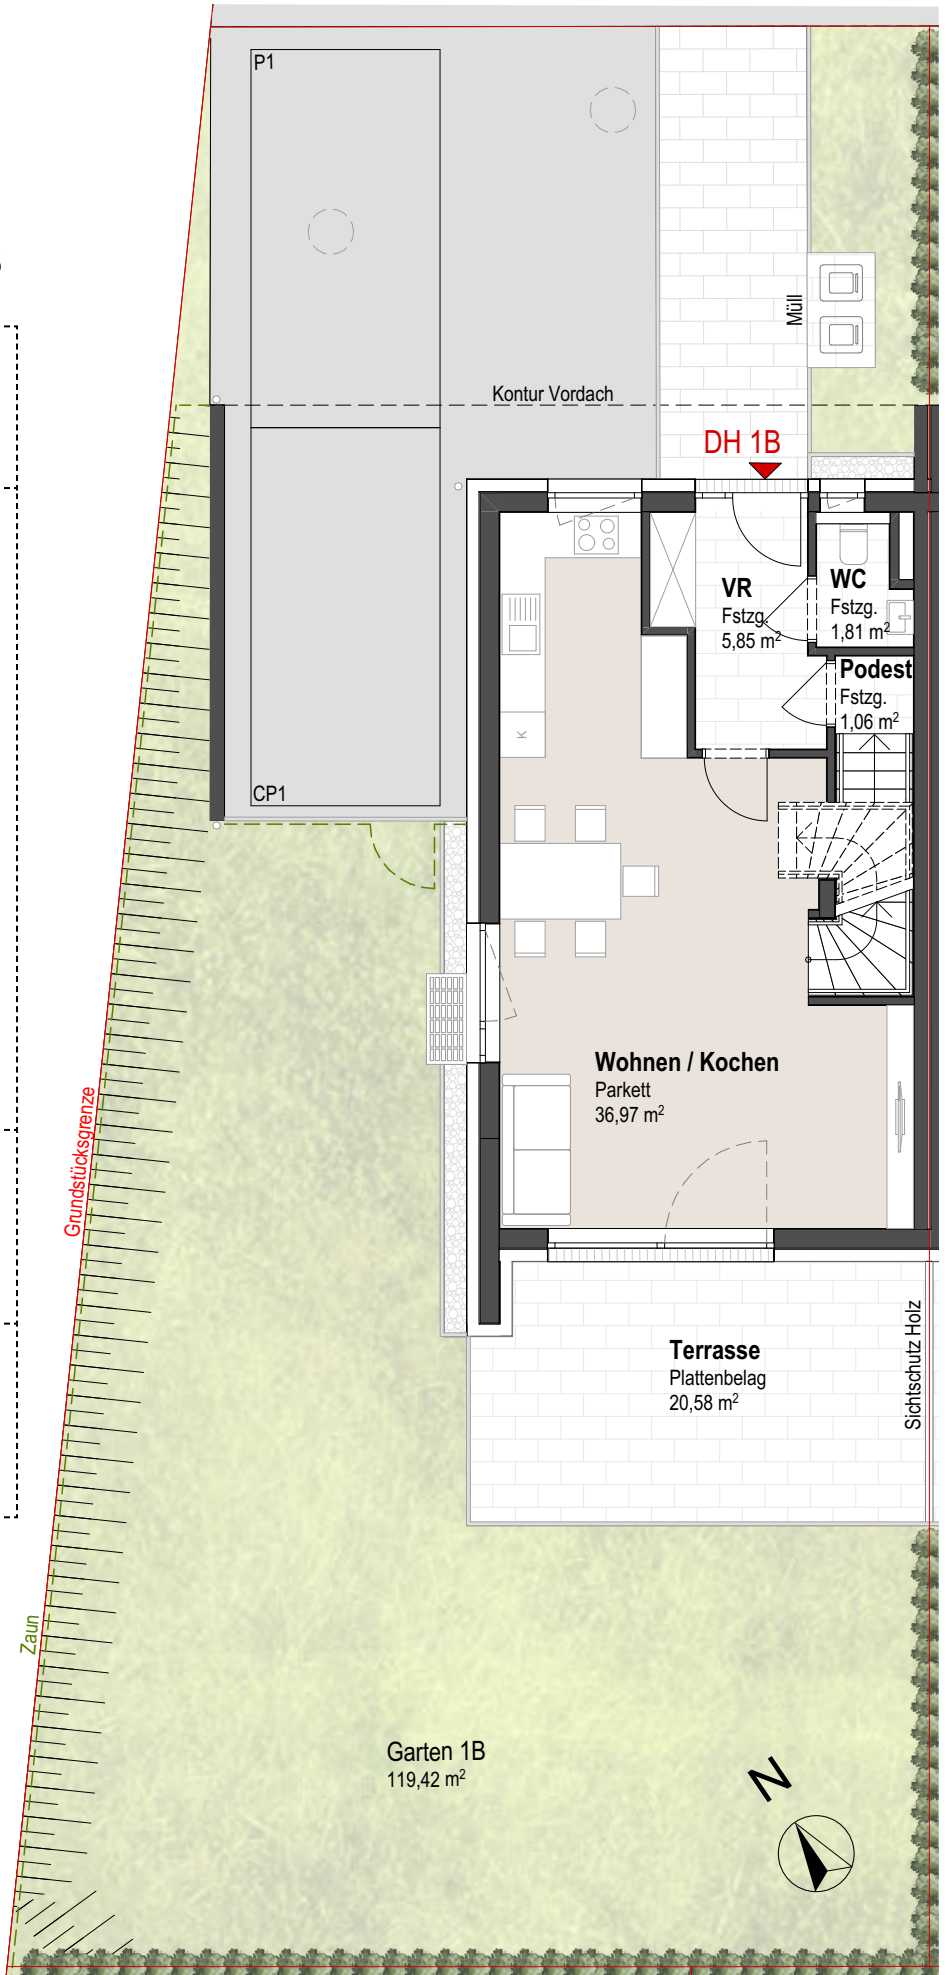 P1
Müll
Kontur Vordach
DH 1B
VR
Fstzg.
5,85 m²
WC
Fstzg.
1,81 m²
Podest
Fstzg.
1,06 m²
K
CP1
Wohnen / Kochen
Parkett
36,97 m²
Grundstücksgrenze
Terrasse
Plattenbelag
20,58 m²
Sichtschutz Holz
Zaun
Garten 1B
119,42 m²
N